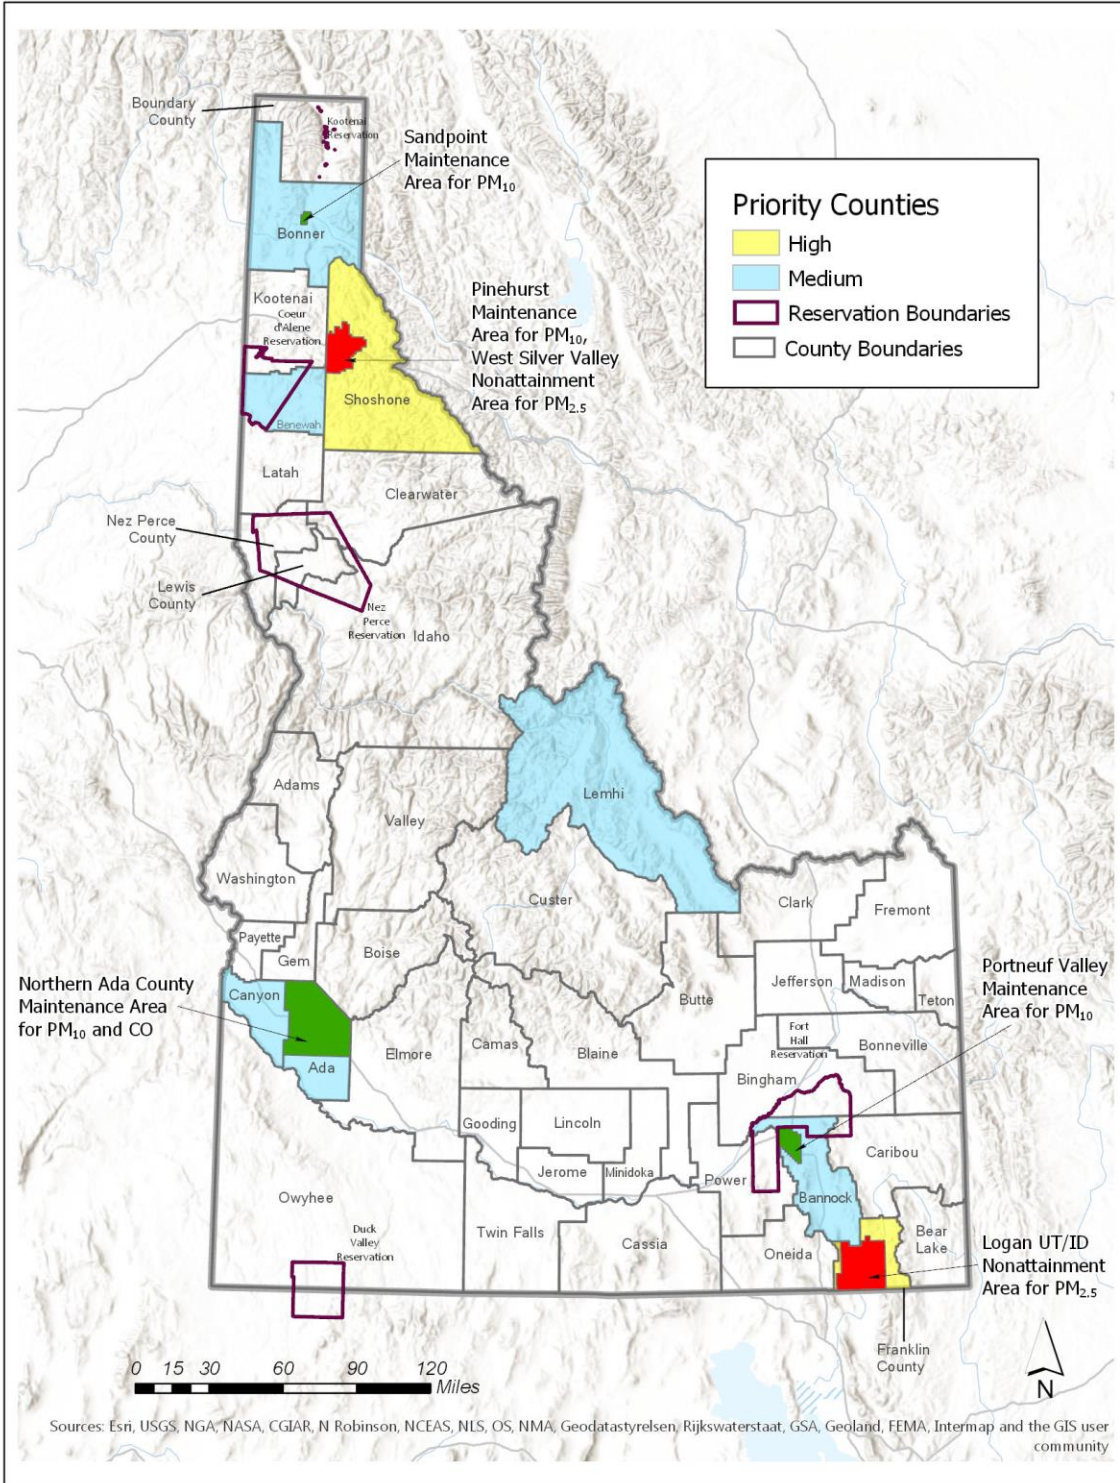 Boundary
County
Kootenai
Reservation
Sandpoint
Maintenance
Area for PM10
Bonner
Priority Counties
High
Medium
Reservation Boundaries
County Boundaries
Kootenai
Coeur
d'Alene
Reservation
Pinehurst
Maintenance
Area for PM10,
West Silver Valley
Nonattainment
Area for PM2.5
Shoshone
Benewah
Latah
Clearwater
Nez Perce
County
Lewis
County
Nez
Perce
Reservation
Idaho
Adams
Valley
Lemhi
Washington
Custer
Clark
Fremont
Payette
Gem
Boise
Northern Ada County
Maintenance Area
for PM10 and CO
Canyon
Ada
Elmore
Camas
Blaine
Butte
Jefferson
Madison
Teton
Portneuf Valley
Maintenance
Area for PM10
Fort
Hall
Reservation
Bonneville
Bingham
Gooding
Lincoln
Jerome
Minidoka
Power
Caribou
Bannock
Owyhee
Duck
Valley
Reservation
Twin Falls
Cassia
Oneida
Bear
Lake
Logan UT/ID
Nonattainment
Area for PM2.5
Franklin
County
0 15 30 60 90 120
Miles
N
Sources: Esri, USGS, NGA, NASA, CGIAR, N Robinson, NCEAS, NLS, OS, NMA, Geodatastyrelsen, Rijkswaterstaat, GSA, Geoland, FEMA, Intermap and the GIS user
community